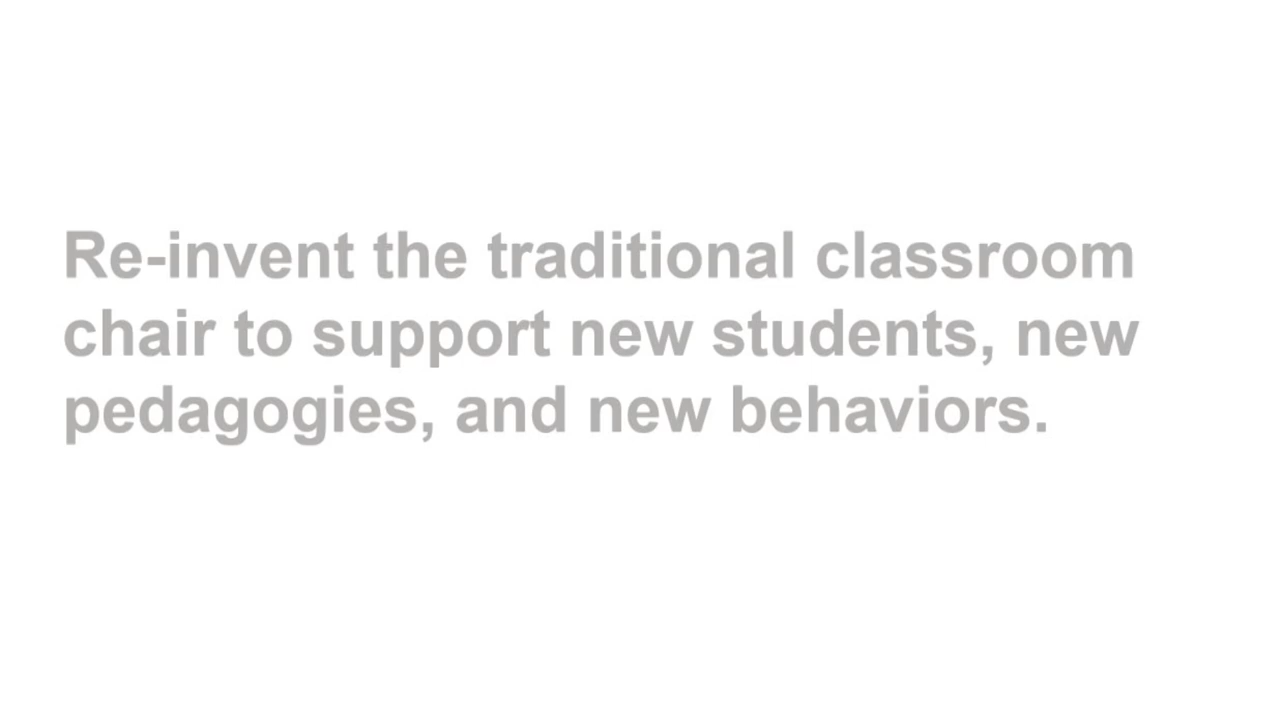 Re-invent the traditional classroom
chair to support new students, new
pedagogies, and new behaviors.